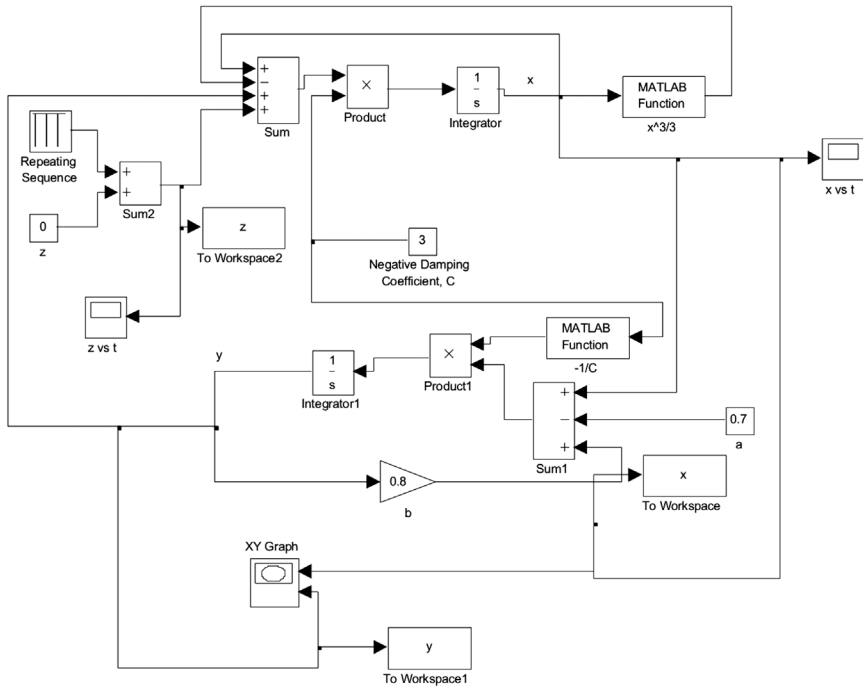 +
−
+
+
Sum
×
Product
1
s
Integrator
x
MATLAB
Function
x^3/3
x vs t
Repeating
Sequence
+
+
Sum2
0
z
z
To Workspace2
3
Negative Damping
Coefficient, C
z vs t
MATLAB
Function
-1/C
×
Product1
1
s
Integrator1
y
+
−
+
Sum1
0.7
a
0.8
b
x
To Workspace
XY Graph
y
To Workspace1